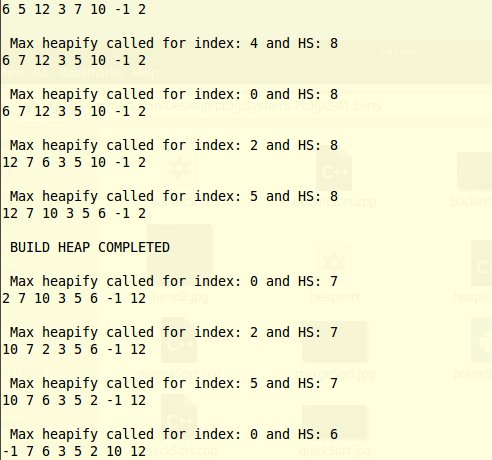 6 5 12 3 7 10 -1 2
Max heapify called for index: 4 and HS: 8
6 7 12 3 5 10 -1 2
Max heapify called for index: 0 and HS: 8
6 7 12 3 5 10 -1 2
Max heapify called for index: 2 and HS: 8
12 7 6 3 5 10 -1 2
Max heapify called for index: 5 and HS: 8
12 7 10 3 5 6 -1 2
BUILD HEAP COMPLETED
Max heapify called for index: 0 and HS: 7
2 7 10 3 5 6 -1 12
Max heapify called for index: 2 and HS: 7
10 7 2 3 5 6 -1 12
Max heapify called for index: 5 and HS: 7
10 7 6 3 5 2 -1 12
Max heapify called for index: 0 and HS: 6
-1 7 6 3 5 2 10 12